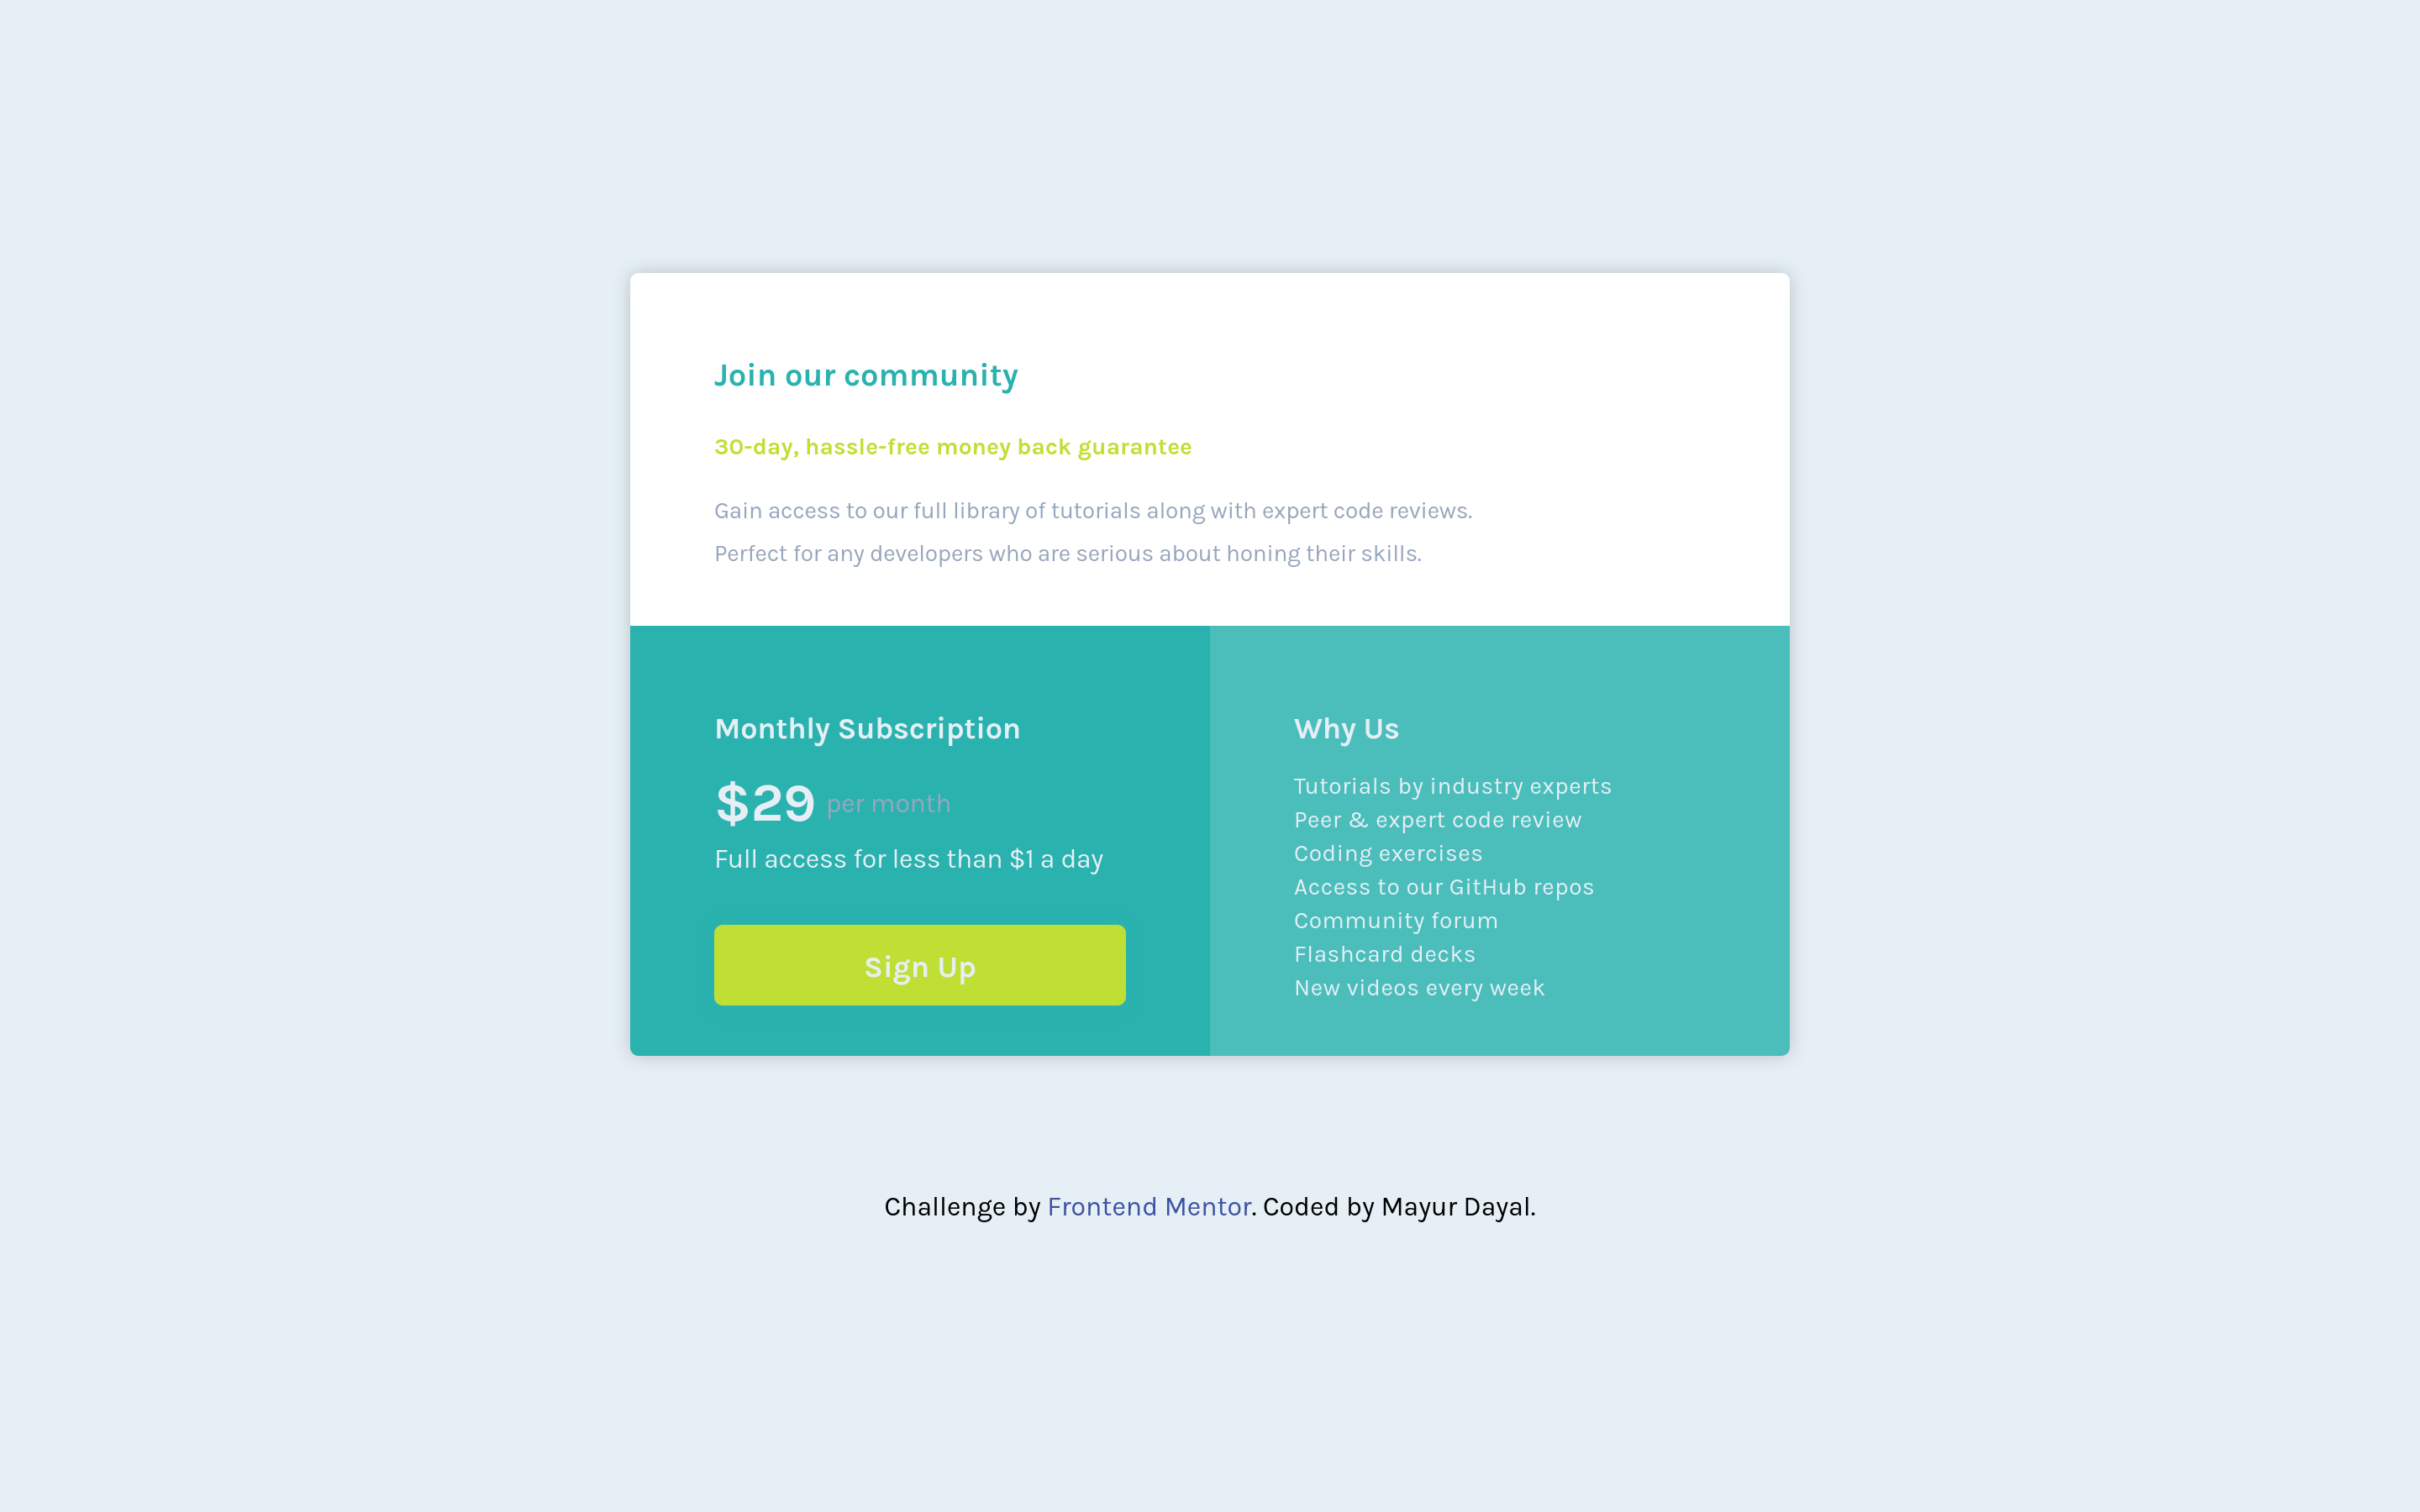 Join our community
30-day, hassle-free money back guarantee
Gain access to our full library of tutorials along with expert code reviews.
Perfect for any developers who are serious about honing their skills.
Monthly Subscription
$29 per month
Full access for less than $1 a day
Sign Up
Why Us
Tutorials by industry experts
Peer & expert code review
Coding exercises
Access to our GitHub repos
Community forum
Flashcard decks
New videos every week
Challenge by Frontend Mentor. Coded by Mayur Dayal.